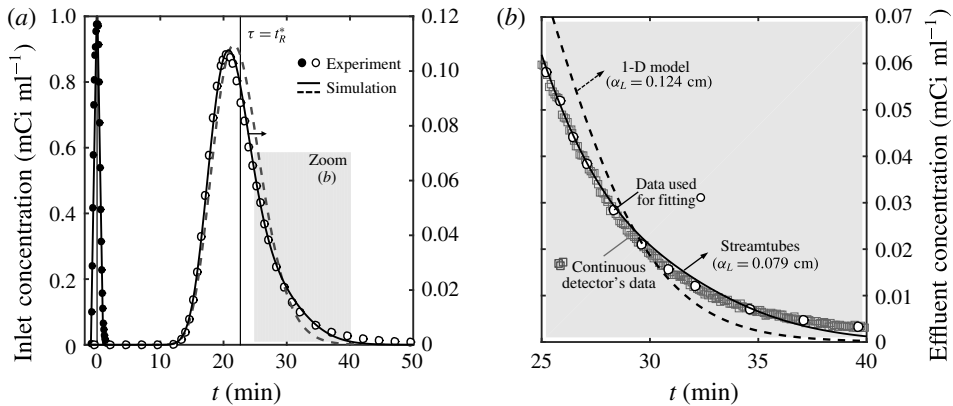 (a)
Inlet concentration (mCi ml−1)
1.0
0.8
0.6
0.4
0.2
0
0
10
20
30
40
50
t (min)
0.12
0.10
0.08
0.06
0.04
0.02
0
τ = t*R
Experiment
Simulation
Zoom
(b)
(b)
1-D model
(αL = 0.124 cm)
Data used
for fitting
Streamtubes
(αL = 0.079 cm)
Continuous
detector's data
25
30
35
40
t (min)
0.07
0.06
0.05
0.04
0.03
0.02
0.01
0
Effluent concentration (mCi ml−1)